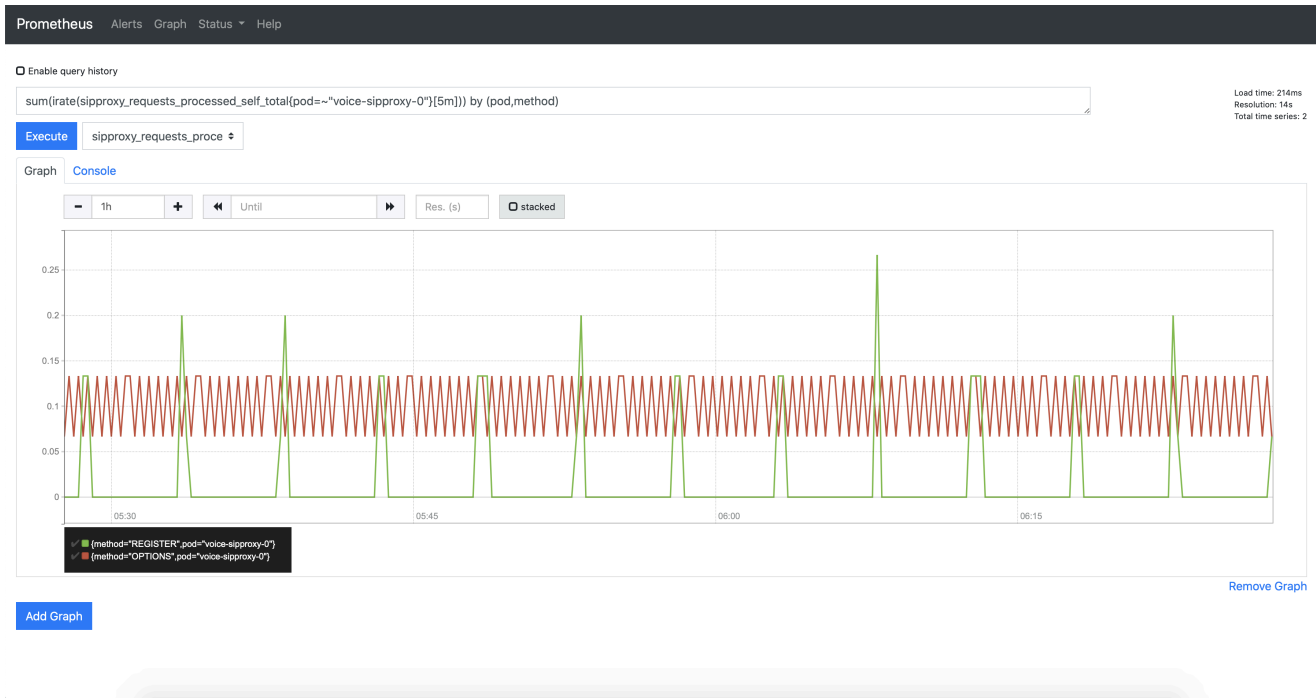 Prometheus Alerts Graph Status Help
Enable query history
sum(irate(sipproxy_requests_processed_self_total{pod=~"voice-sipproxy-0"}[5m])) by (pod,method)
Load time: 214ms
Resolution: 14s
Total time series: 2
Execute sipproxy_requests_proce
Graph Console
- 1h + Until Res. (s) stacked
0.25
0.2
0.15
0.1
0.05
0
05:30 05:45 06:00 06:15
{method="REGISTER",pod="voice-sipproxy-0"}
{method="OPTIONS",pod="voice-sipproxy-0"}
Remove Graph
Add Graph